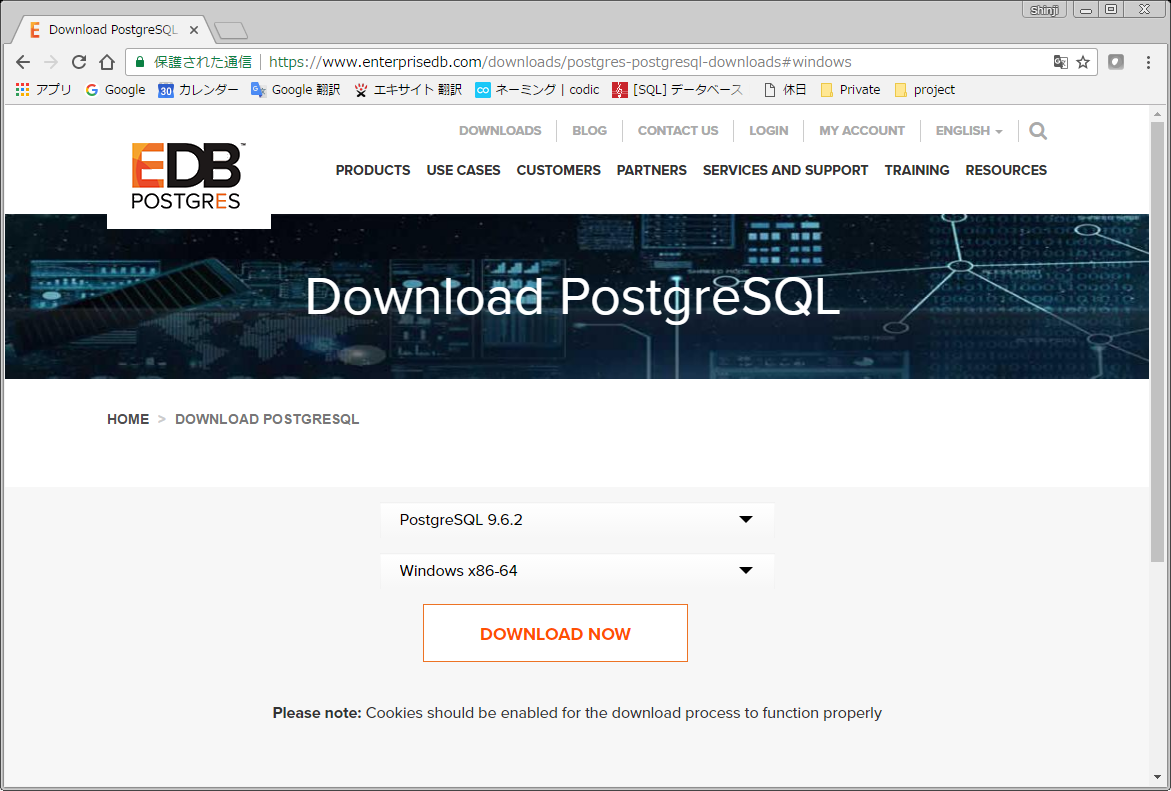 Shinji
Download PostgreSQL
保護された通信 https://www.enterprisedb.com/downloads/postgres-postgresql-downloads#windows
アプリ Google 30 カレンダー Google 翻訳 エキサイト 翻訳 co ネーミング | codic [SQL] データベース 休日 Private project
DOWNLOADS BLOG CONTACT US LOGIN MY ACCOUNT ENGLISH
EDB™
POSTGRES
PRODUCTS USE CASES CUSTOMERS PARTNERS SERVICES AND SUPPORT TRAINING RESOURCES
Download PostgreSQL
HOME > DOWNLOAD POSTGRESQL
PostgreSQL 9.6.2
Windows x86-64
DOWNLOAD NOW
Please note: Cookies should be enabled for the download process to function properly